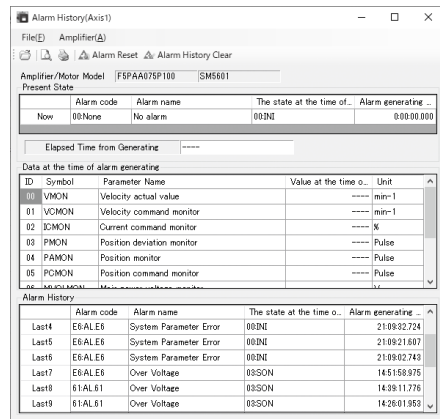 Alarm History(Axis1)
File(F) Amplifier(A)
Alarm Reset Alarm History Clear
Amplifier/Motor Model F5PAA075P100 SM5601
Present State
Alarm code Alarm name The state at the time of... Alarm generating ...
Now 00:None No alarm 00:INI 0:00:00.000
Elapsed Time from Generating ----
Data at the time of alarm generating
ID Symbol Parameter Name Value at the time o... Unit
00 VMON Velocity actual value ---- min-1
01 VCMON Velocity command monitor ---- min-1
02 ICMON Current command monitor ---- %
03 PMON Position deviation monitor ---- Pulse
04 PAMON Position monitor ---- Pulse
05 PCMON Position command monitor ---- Pulse
06 Main power voltage monitor ---- V
Alarm History
Alarm code Alarm name The state at the time o... Alarm generating ...
Last4 E6:AL.E6 System Parameter Error 00:INI 21:09:32.724
Last5 E6:AL.E6 System Parameter Error 00:INI 21:09:21.607
Last6 E6:AL.E6 System Parameter Error 00:INI 21:09:02.743
Last7 E6:AL.E6 Over Voltage 03:SON 14:51:58.975
Last8 61:AL.61 Over Voltage 03:SON 14:39:11.776
Last9 61:AL.61 Over Voltage 03:SON 14:26:01.953